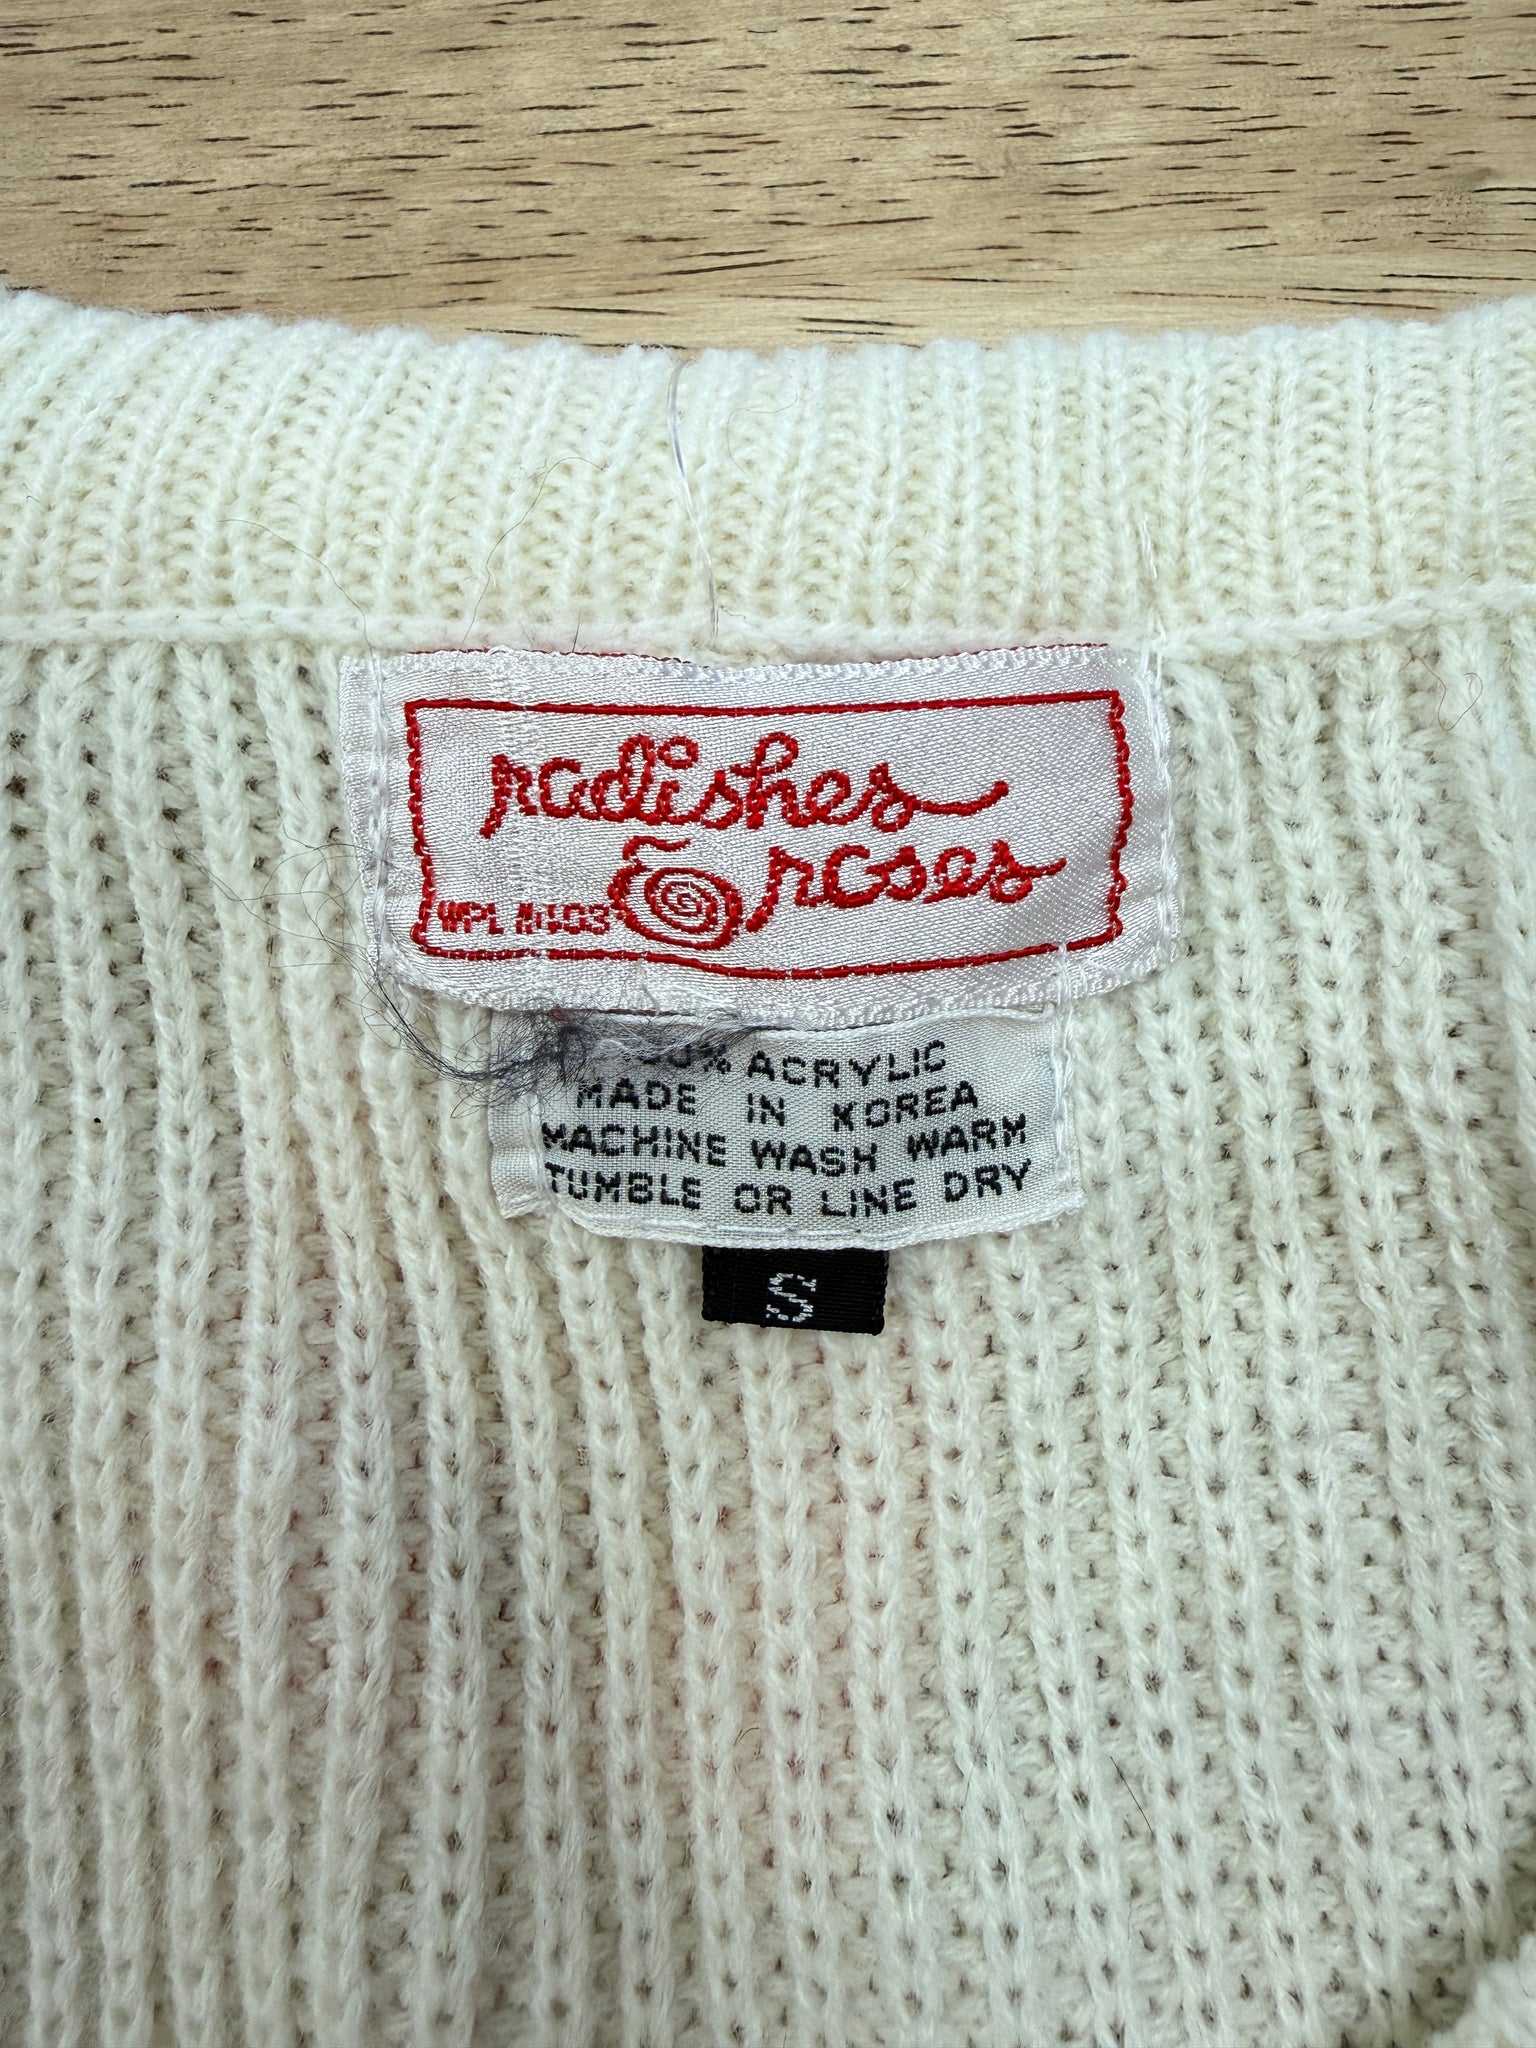 radishes
& roses
WPL
% ACRYLIC
MADE IN KOREA
MACHINE WASH WARM
TUMBLE OR LINE DRY
S